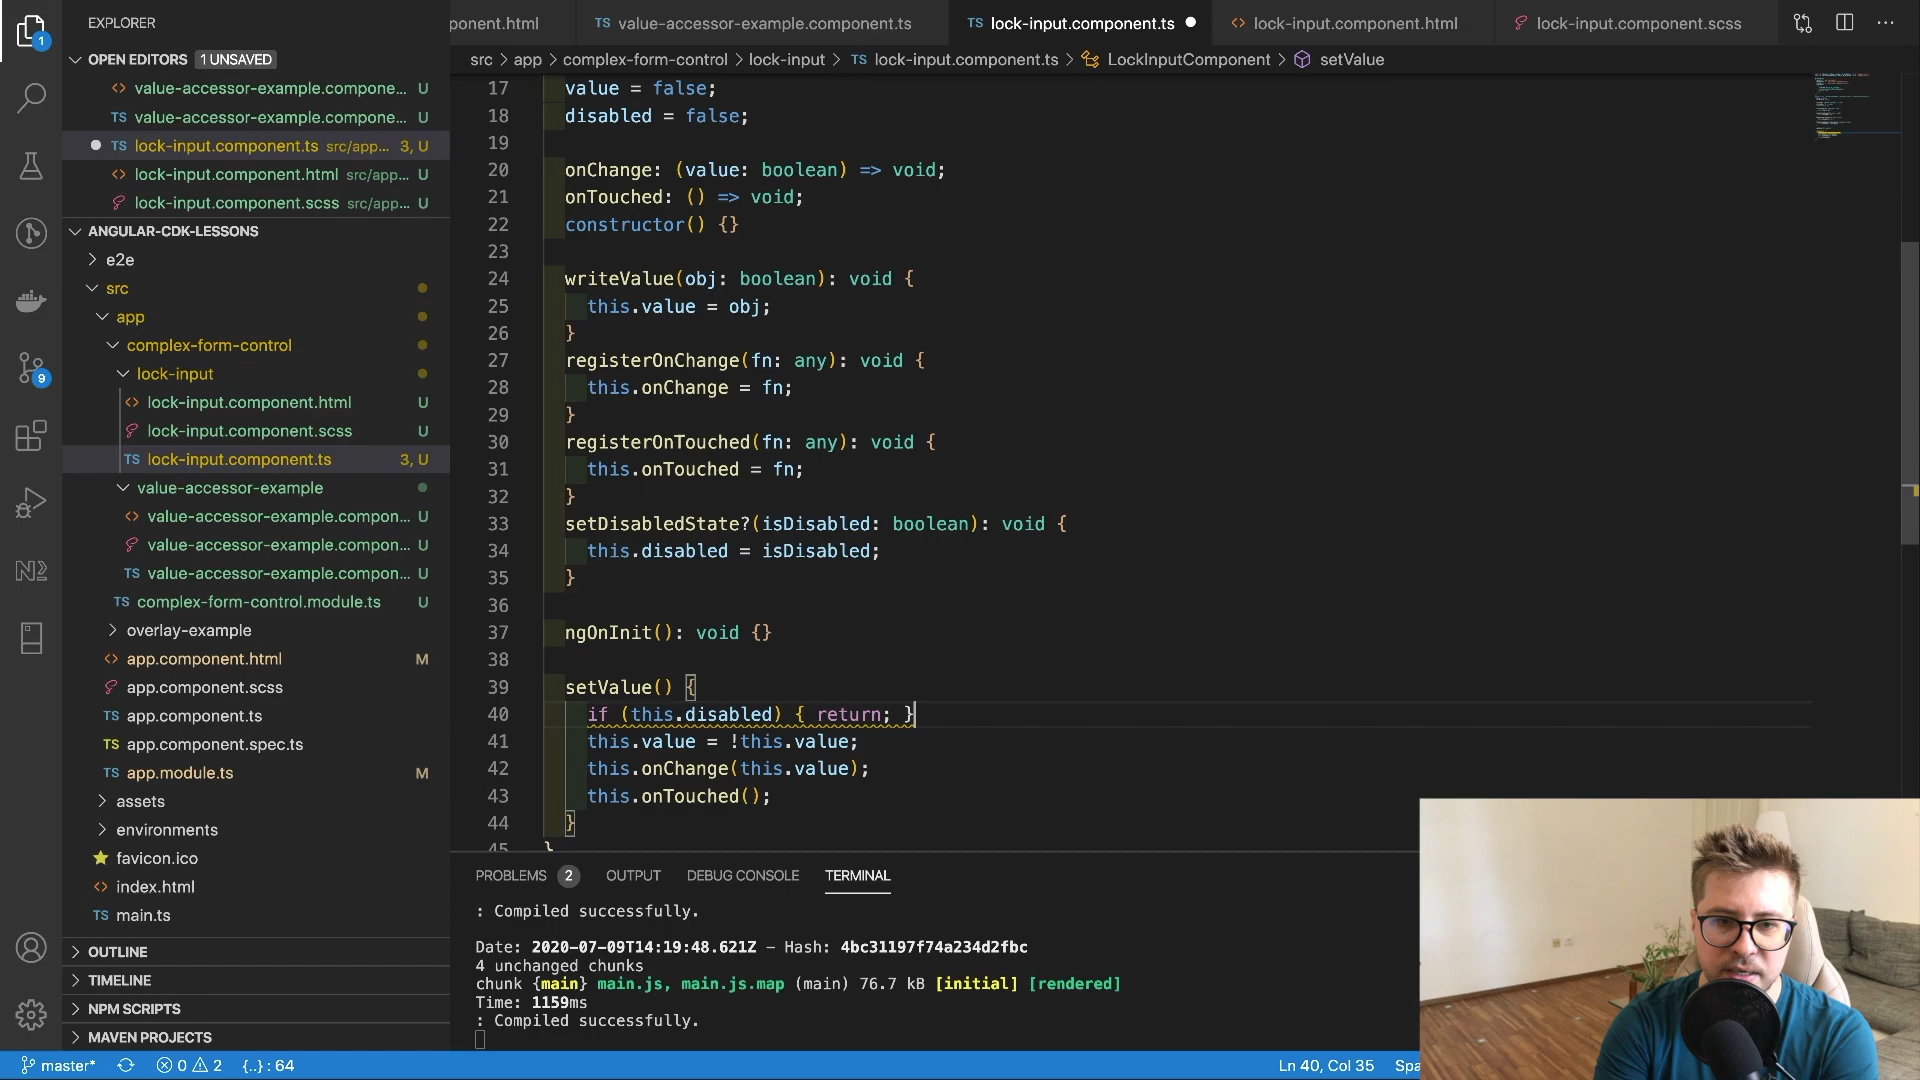 EXPLORER
OPEN EDITORS 1 UNSAVED
value-accessor-example.compone... U
value-accessor-example.compone... U
lock-input.component.ts src/app... 3, U
lock-input.component.html src/app... U
lock-input.component.scss src/app... U
ANGULAR-CDK-LESSONS
e2e
src
app
complex-form-control
lock-input
lock-input.component.html U
lock-input.component.scss U
lock-input.component.ts 3, U
value-accessor-example
value-accessor-example.compon... U
value-accessor-example.compon... U
TS value-accessor-example.compon... U
TS complex-form-control.module.ts U
overlay-example
app.component.html M
app.component.scss
TS app.component.ts
TS app.component.spec.ts
TS app.module.ts M
assets
environments
favicon.ico
index.html
TS main.ts
OUTLINE
TIMELINE
NPM SCRIPTS
MAVEN PROJECTS
1
9
ponent.html
TS value-accessor-example.component.ts
TS lock-input.component.ts
lock-input.component.html
lock-input.component.scss
src > app > complex-form-control > lock-input > TS lock-input.component.ts > LockInputComponent > setValue
17 value = false;
18 disabled = false;
19
20 onChange: (value: boolean) => void;
21 onTouched: () => void;
22 constructor() {}
23
24 writeValue(obj: boolean): void {
25 this.value = obj;
26 }
27 registerOnChange(fn: any): void {
28 this.onChange = fn;
29 }
30 registerOnTouched(fn: any): void {
31 this.onTouched = fn;
32 }
33 setDisabledState?(isDisabled: boolean): void {
34 this.disabled = isDisabled;
35 }
36
37 ngOnInit(): void {}
38
39 setValue() {
40 if (this.disabled) { return; }
41 this.value = !this.value;
42 this.onChange(this.value);
43 this.onTouched();
44 }
45 }
PROBLEMS 2 OUTPUT DEBUG CONSOLE TERMINAL
: Compiled successfully.
Date: 2020-07-09T14:19:48.621Z – Hash: 4bc31197f74a234d2fbc
4 unchanged chunks
chunk {main} main.js, main.js.map (main) 76.7 kB [initial] [rendered]
Time: 1159ms
: Compiled successfully.
master* 0 2 {..} : 64 Ln 40, Col 35 Spa